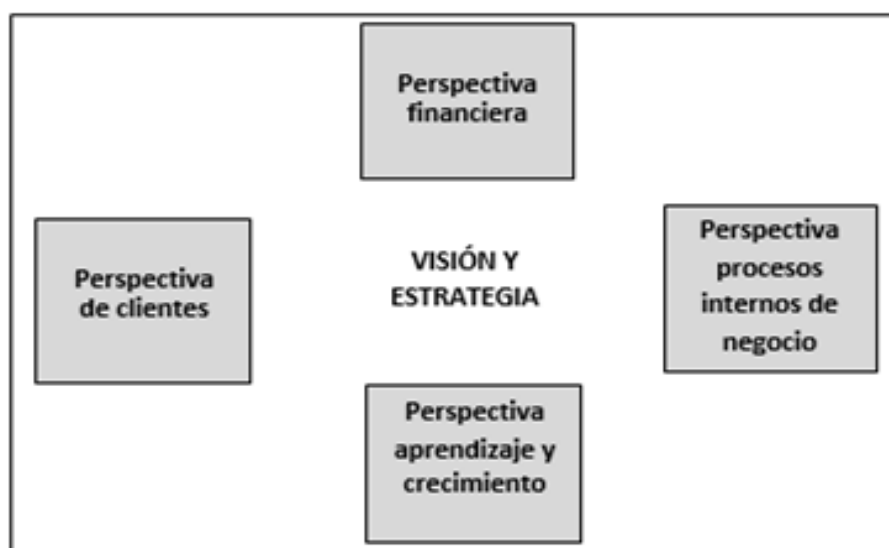 Perspectiva
financiera
Perspectiva
de clientes
VISIÓN Y
ESTRATEGIA
Perspectiva
procesos
internos de
negocio
Perspectiva
aprendizaje y
crecimiento